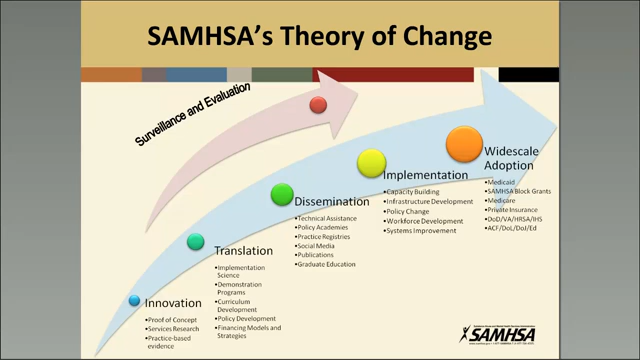 SAMHSA's Theory of Change
Surveillance and Evaluation
Innovation
•Proof of Concept
•Services Research
•Practice-based
evidence
Translation
•Implementation
Science
•Demonstration
Programs
•Curriculum
Development
•Policy Development
•Financing Models and
Strategies
Dissemination
•Technical Assistance
•Policy Academies
•Practice Registries
•Social Media
•Publications
•Graduate Education
Implementation
•Capacity Building
•Infrastructure Development
•Policy Change
•Workforce Development
•Systems Improvement
Widescale
Adoption
•Medicaid
•SAMHSA Block Grants
•Medicare
•Private Insurance
•DoD/VA/HRSA/IHS
•ACF/DoL/DoJ/Ed
SAMHSA